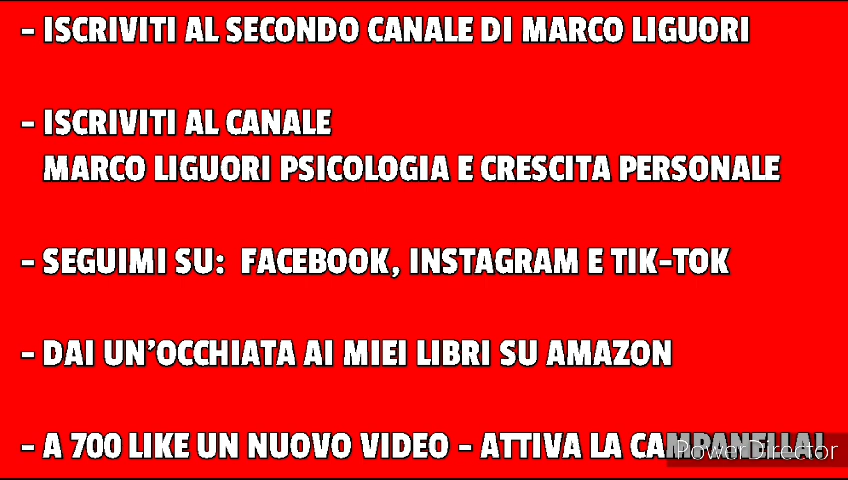 - ISCRIVITI AL SECONDO CANALE DI MARCO LIGUORI
- ISCRIVITI AL CANALE
MARCO LIGUORI PSICOLOGIA E CRESCITA PERSONALE
- SEGUIMI SU: FACEBOOK, INSTAGRAM E TIK-TOK
- DAI UN'OCCHIATA AI MIEI LIBRI SU AMAZON
- A 700 LIKE UN NUOVO VIDEO - ATTIVA LA CAMPANELLA!
PowerDirector